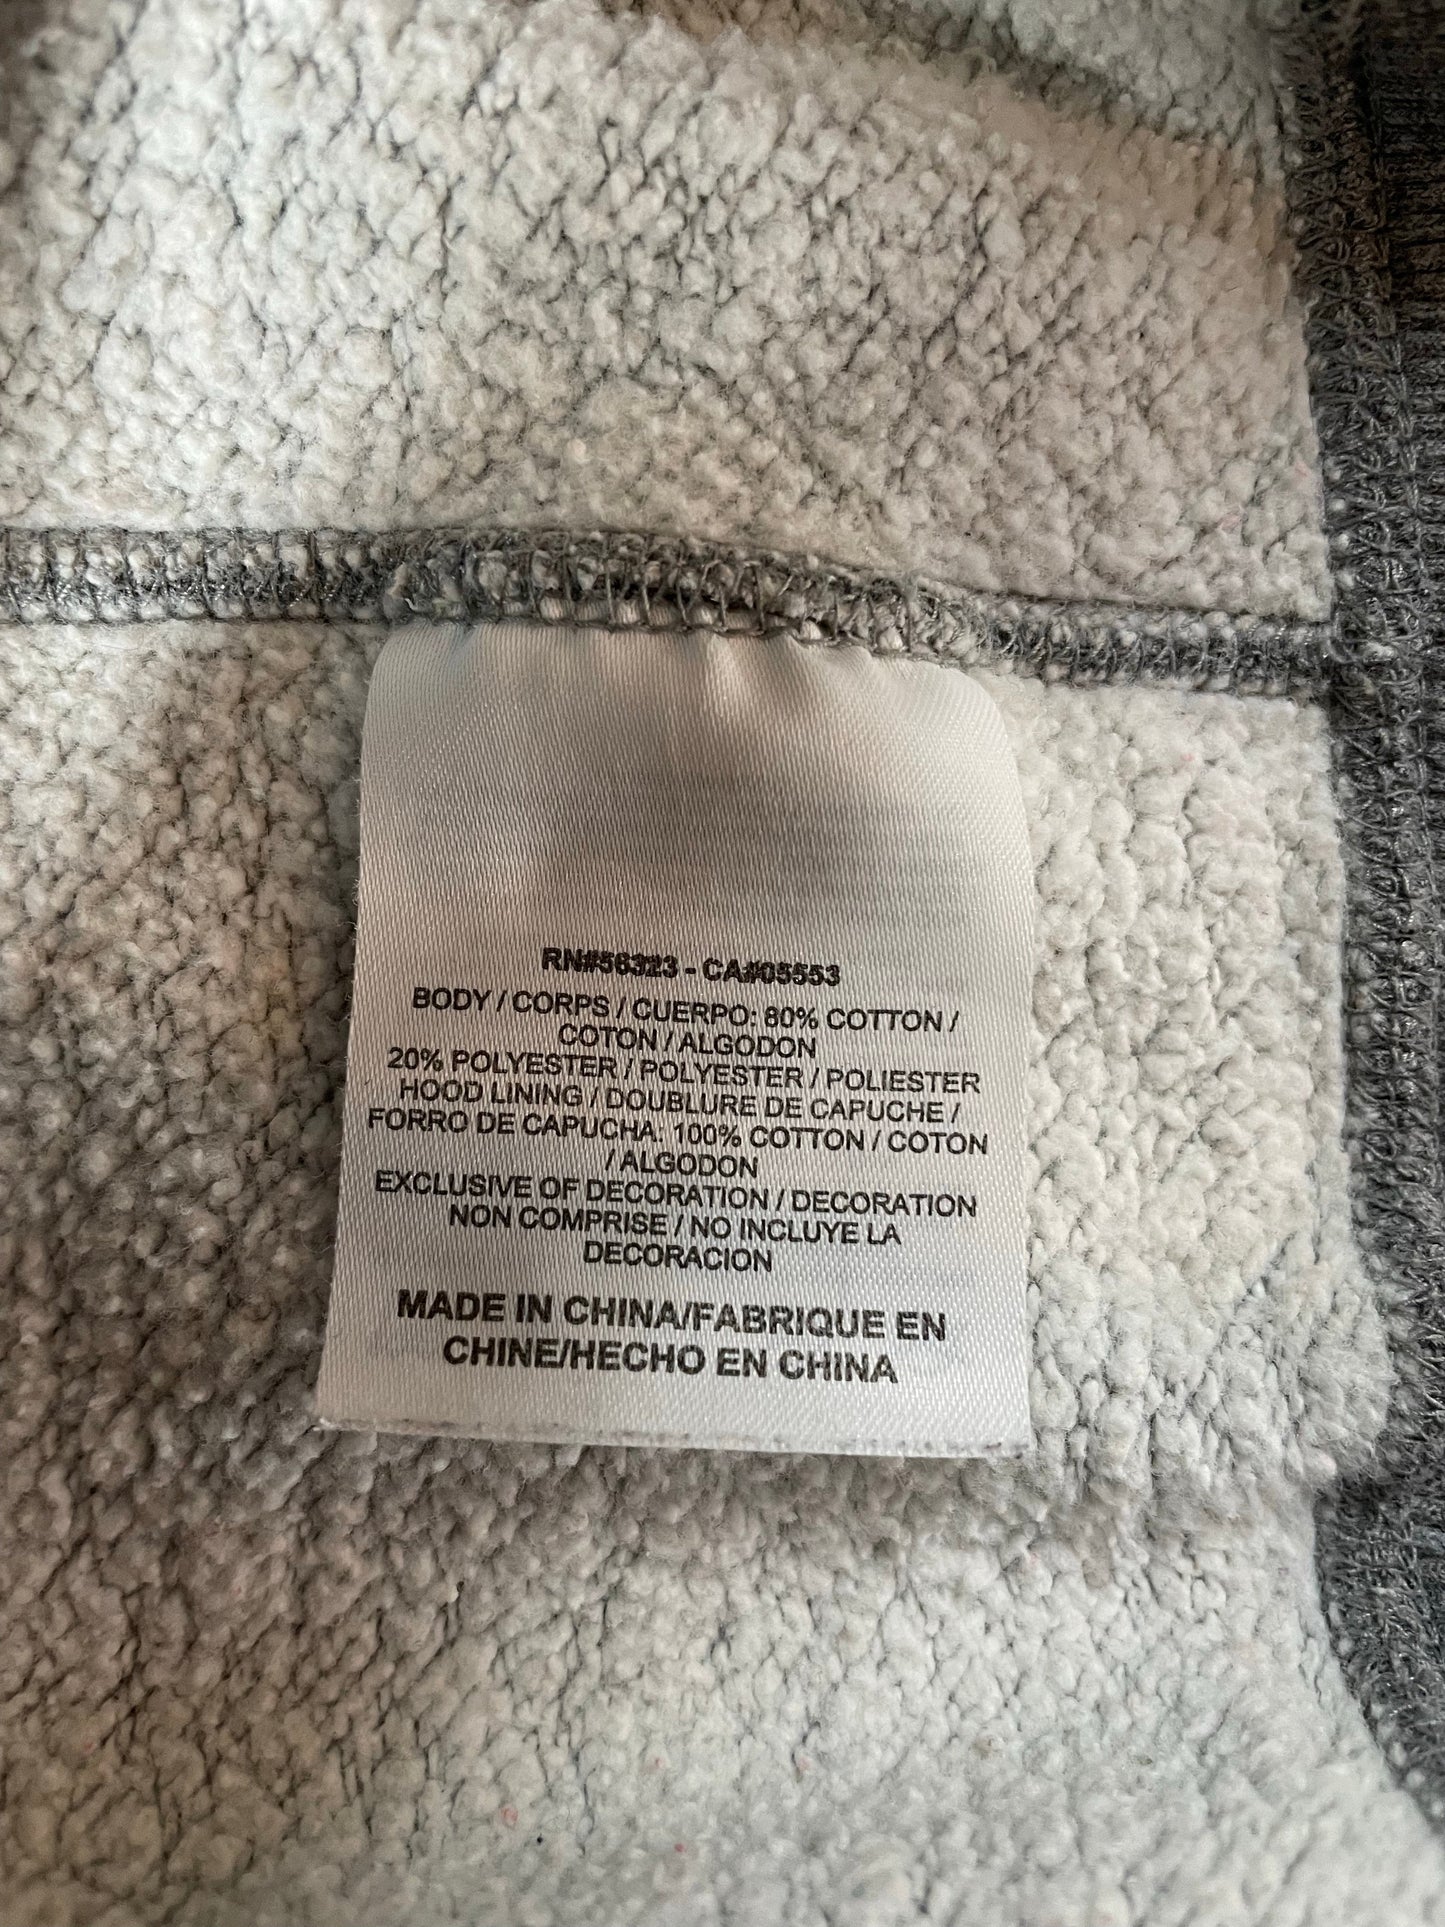 RN#56323 - CA#05553
BODY / CORPS / CUERPO: 80% COTTON /
COTON / ALGODON
20% POLYESTER / POLYESTER / POLIESTER
HOOD LINING / DOUBLURE DE CAPUCHE /
FORRO DE CAPUCHA: 100% COTTON / COTON
/ ALGODON
EXCLUSIVE OF DECORATION / DECORATION
NON COMPRISE / NO INCLUYE LA
DECORACION
MADE IN CHINA/FABRIQUE EN
CHINE/HECHO EN CHINA